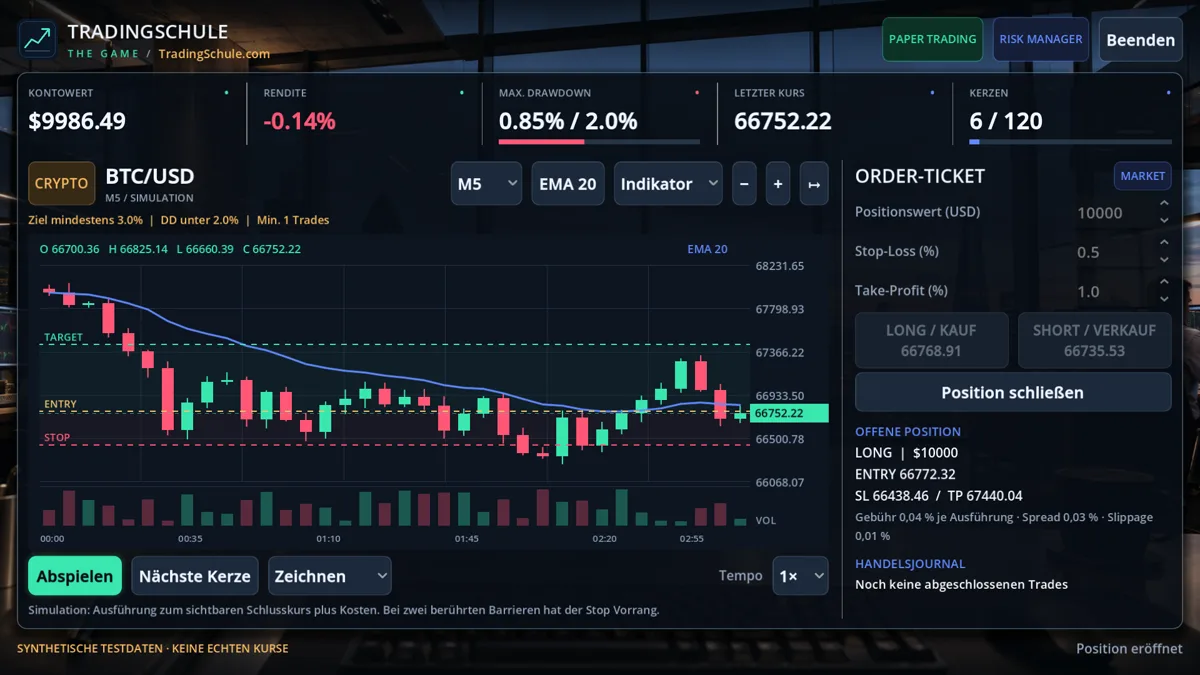 TRADINGSCHULE
THE GAME / TradingSchule.com
PAPER TRADING
RISK MANAGER
Beenden
KONTOWERT
$9986.49
RENDITE
-0.14%
MAX. DRAWDOWN
0.85% / 2.0%
LETZTER KURS
66752.22
KERZEN
6 / 120
CRYPTO
BTC/USD
M5 / SIMULATION
M5
EMA 20
Indikator
−
+
↔
Ziel mindestens 3.0% | DD unter 2.0% | Min. 1 Trades
O 66700.36 H 66825.14 L 66660.39 C 66752.22
EMA 20
68231.65
67798.93
TARGET
67366.22
66933.50
ENTRY
66752.22
STOP
66500.78
66068.07
VOL
00:00 00:35 01:10 01:45 02:20 02:55
Abspielen
Nächste Kerze
Zeichnen
Tempo
1×
Simulation: Ausführung zum sichtbaren Schlusskurs plus Kosten. Bei zwei berührten Barrieren hat der Stop Vorrang.
ORDER-TICKET
MARKET
Positionswert (USD) 10000
Stop-Loss (%) 0.5
Take-Profit (%) 1.0
LONG / KAUF
66768.91
SHORT / VERKAUF
66735.53
Position schließen
OFFENE POSITION
LONG | $10000
ENTRY 66772.32
SL 66438.46 / TP 67440.04
Gebühr 0,04 % je Ausführung · Spread 0,03 % · Slippage
0,01 %
HANDELSJOURNAL
Noch keine abgeschlossenen Trades
SYNTHETISCHE TESTDATEN · KEINE ECHTEN KURSE
Position eröffnet